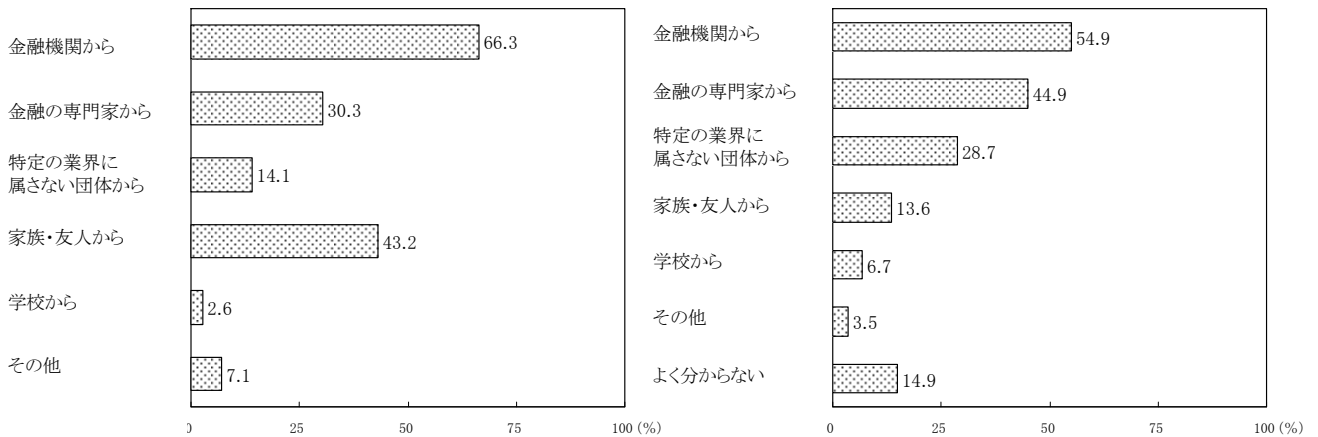 金融機関から
66.3
金融の専門家から
30.3
特定の業界に
属さない団体から
14.1
家族・友人から
43.2
学校から
2.6
その他
7.1
0 25 50 75 100 (%)
金融機関から
54.9
金融の専門家から
44.9
特定の業界に
属さない団体から
28.7
家族・友人から
13.6
学校から
6.7
その他
3.5
よく分からない
14.9
0 25 50 75 100 (%)